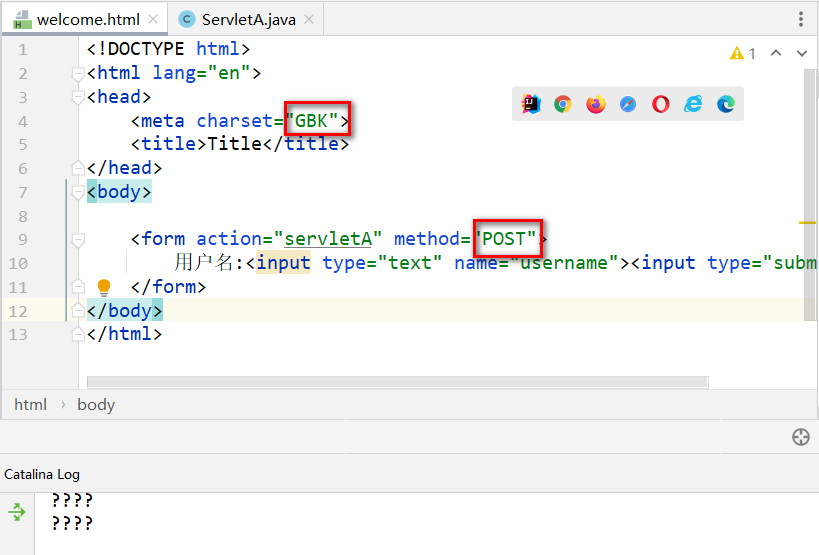 welcome.html ServletA.java
1 <!DOCTYPE html> 1
2 <html lang="en">
3 <head>
4 <meta charset="GBK">
5 <title>Title</title>
6 </head>
7 <body>
8
9 <form action="servletA" method="POST">
10 用户名:<input type="text" name="username"><input type="subm
11 </form>
12 </body>
13 </html>
html › body
Catalina Log
????
????